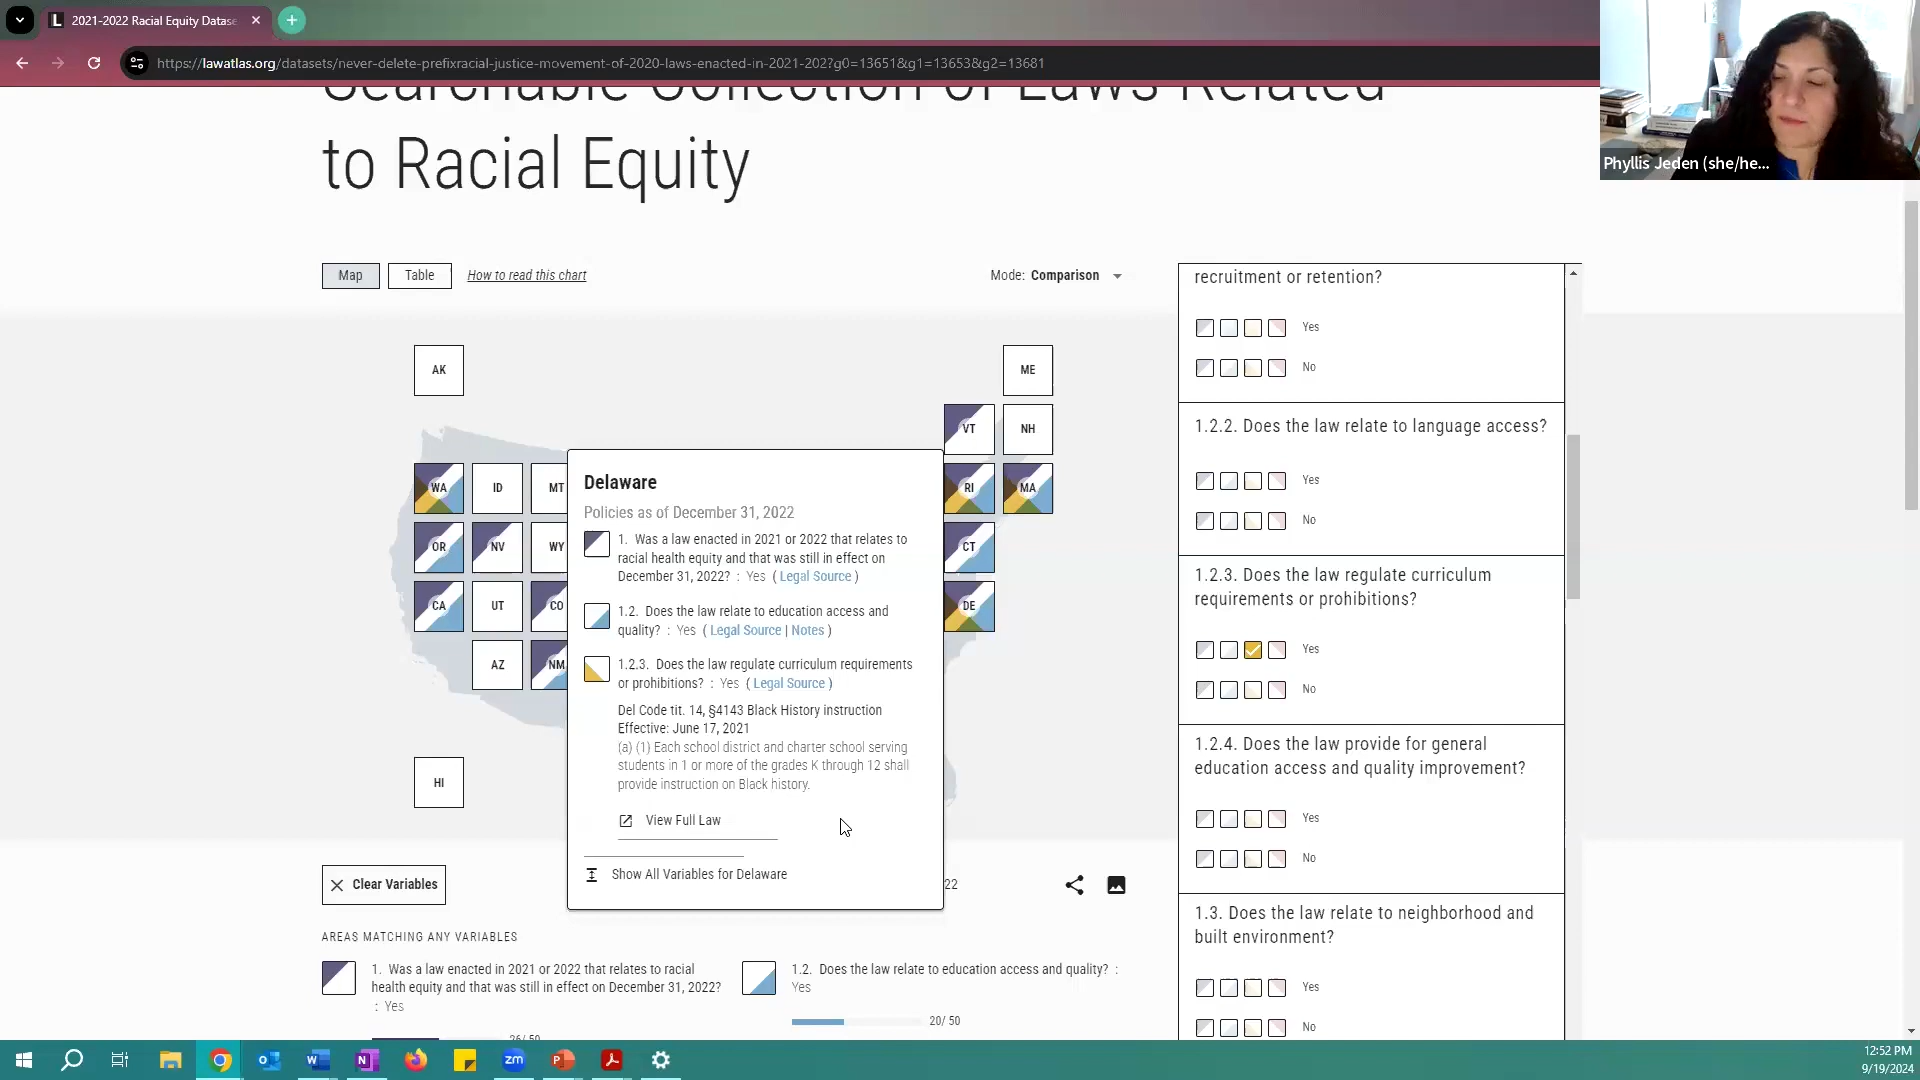 2021-2022 Racial Equity Datase
https://lawatlas.org/datasets/never-delete-prefixracial-justice-movement-of-2020-laws-enacted-in-2021-202?g0=13651&g1=13653&g2=13681
Phyllis Jeden (she/he...
Searchable Collection of Laws Related
to Racial Equity
Map
Table
How to read this chart
Mode: Comparison
AK
ME
VT
NH
WA
ID
MT
RI
MA
OR
NV
WY
CT
CA
UT
CO
DE
AZ
NM
HI
Delaware
Policies as of December 31, 2022
1. Was a law enacted in 2021 or 2022 that relates to
racial health equity and that was still in effect on
December 31, 2022? : Yes ( Legal Source )
1.2. Does the law relate to education access and
quality? : Yes ( Legal Source | Notes )
1.2.3. Does the law regulate curriculum requirements
or prohibitions? : Yes ( Legal Source )
Del Code tit. 14, §4143 Black History instruction
Effective: June 17, 2021
(a) (1) Each school district and charter school serving
students in 1 or more of the grades K through 12 shall
provide instruction on Black history.
View Full Law
Show All Variables for Delaware
Clear Variables
22
AREAS MATCHING ANY VARIABLES
1. Was a law enacted in 2021 or 2022 that relates to racial
health equity and that was still in effect on December 31, 2022?
: Yes
26/ 50
1.2. Does the law relate to education access and quality? :
Yes
20/ 50
recruitment or retention?
Yes
No
1.2.2. Does the law relate to language access?
Yes
No
1.2.3. Does the law regulate curriculum
requirements or prohibitions?
Yes
No
1.2.4. Does the law provide for general
education access and quality improvement?
Yes
No
1.3. Does the law relate to neighborhood and
built environment?
Yes
No
12:52 PM
9/19/2024